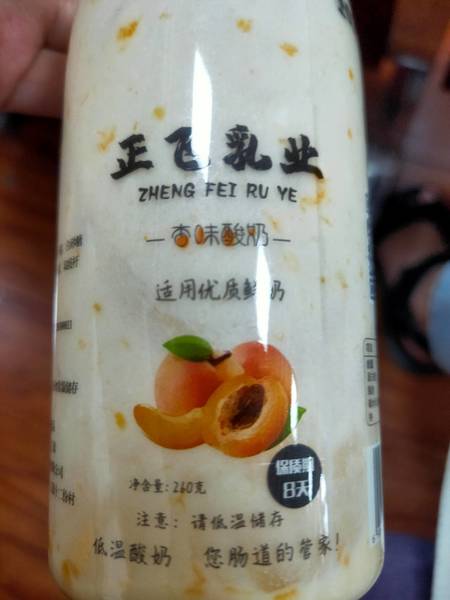 正飞乳业
ZHENG FEI RU YE
杏味酸奶
适用优质鲜奶
保质期
8天
净含量：260克
注意：请低温储存
低温酸奶 您肠道的管家！